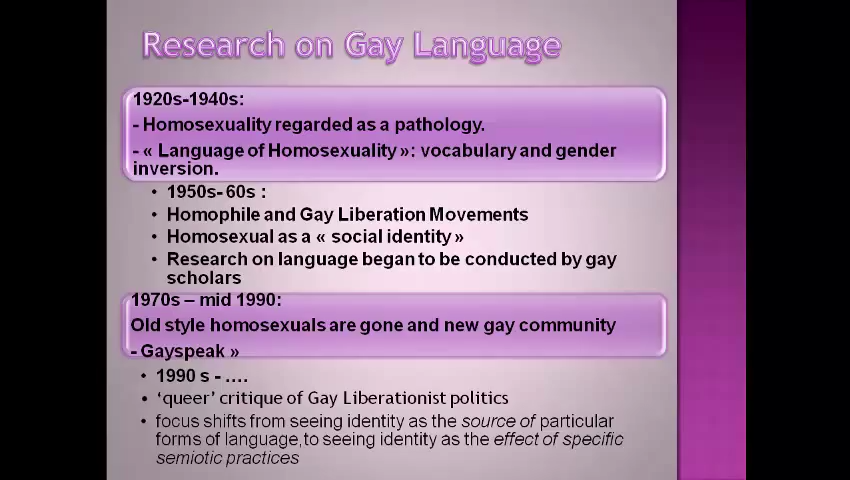 Research on Gay Language
1920s-1940s:
- Homosexuality regarded as a pathology.
- « Language of Homosexuality »: vocabulary and gender
inversion.
• 1950s- 60s :
• Homophile and Gay Liberation Movements
• Homosexual as a « social identity »
• Research on language began to be conducted by gay
scholars
1970s – mid 1990:
Old style homosexuals are gone and new gay community
- Gayspeak »
• 1990 s - ….
• ‘queer’ critique of Gay Liberationist politics
• focus shifts from seeing identity as the source of particular
forms of language,to seeing identity as the effect of specific
semiotic practices